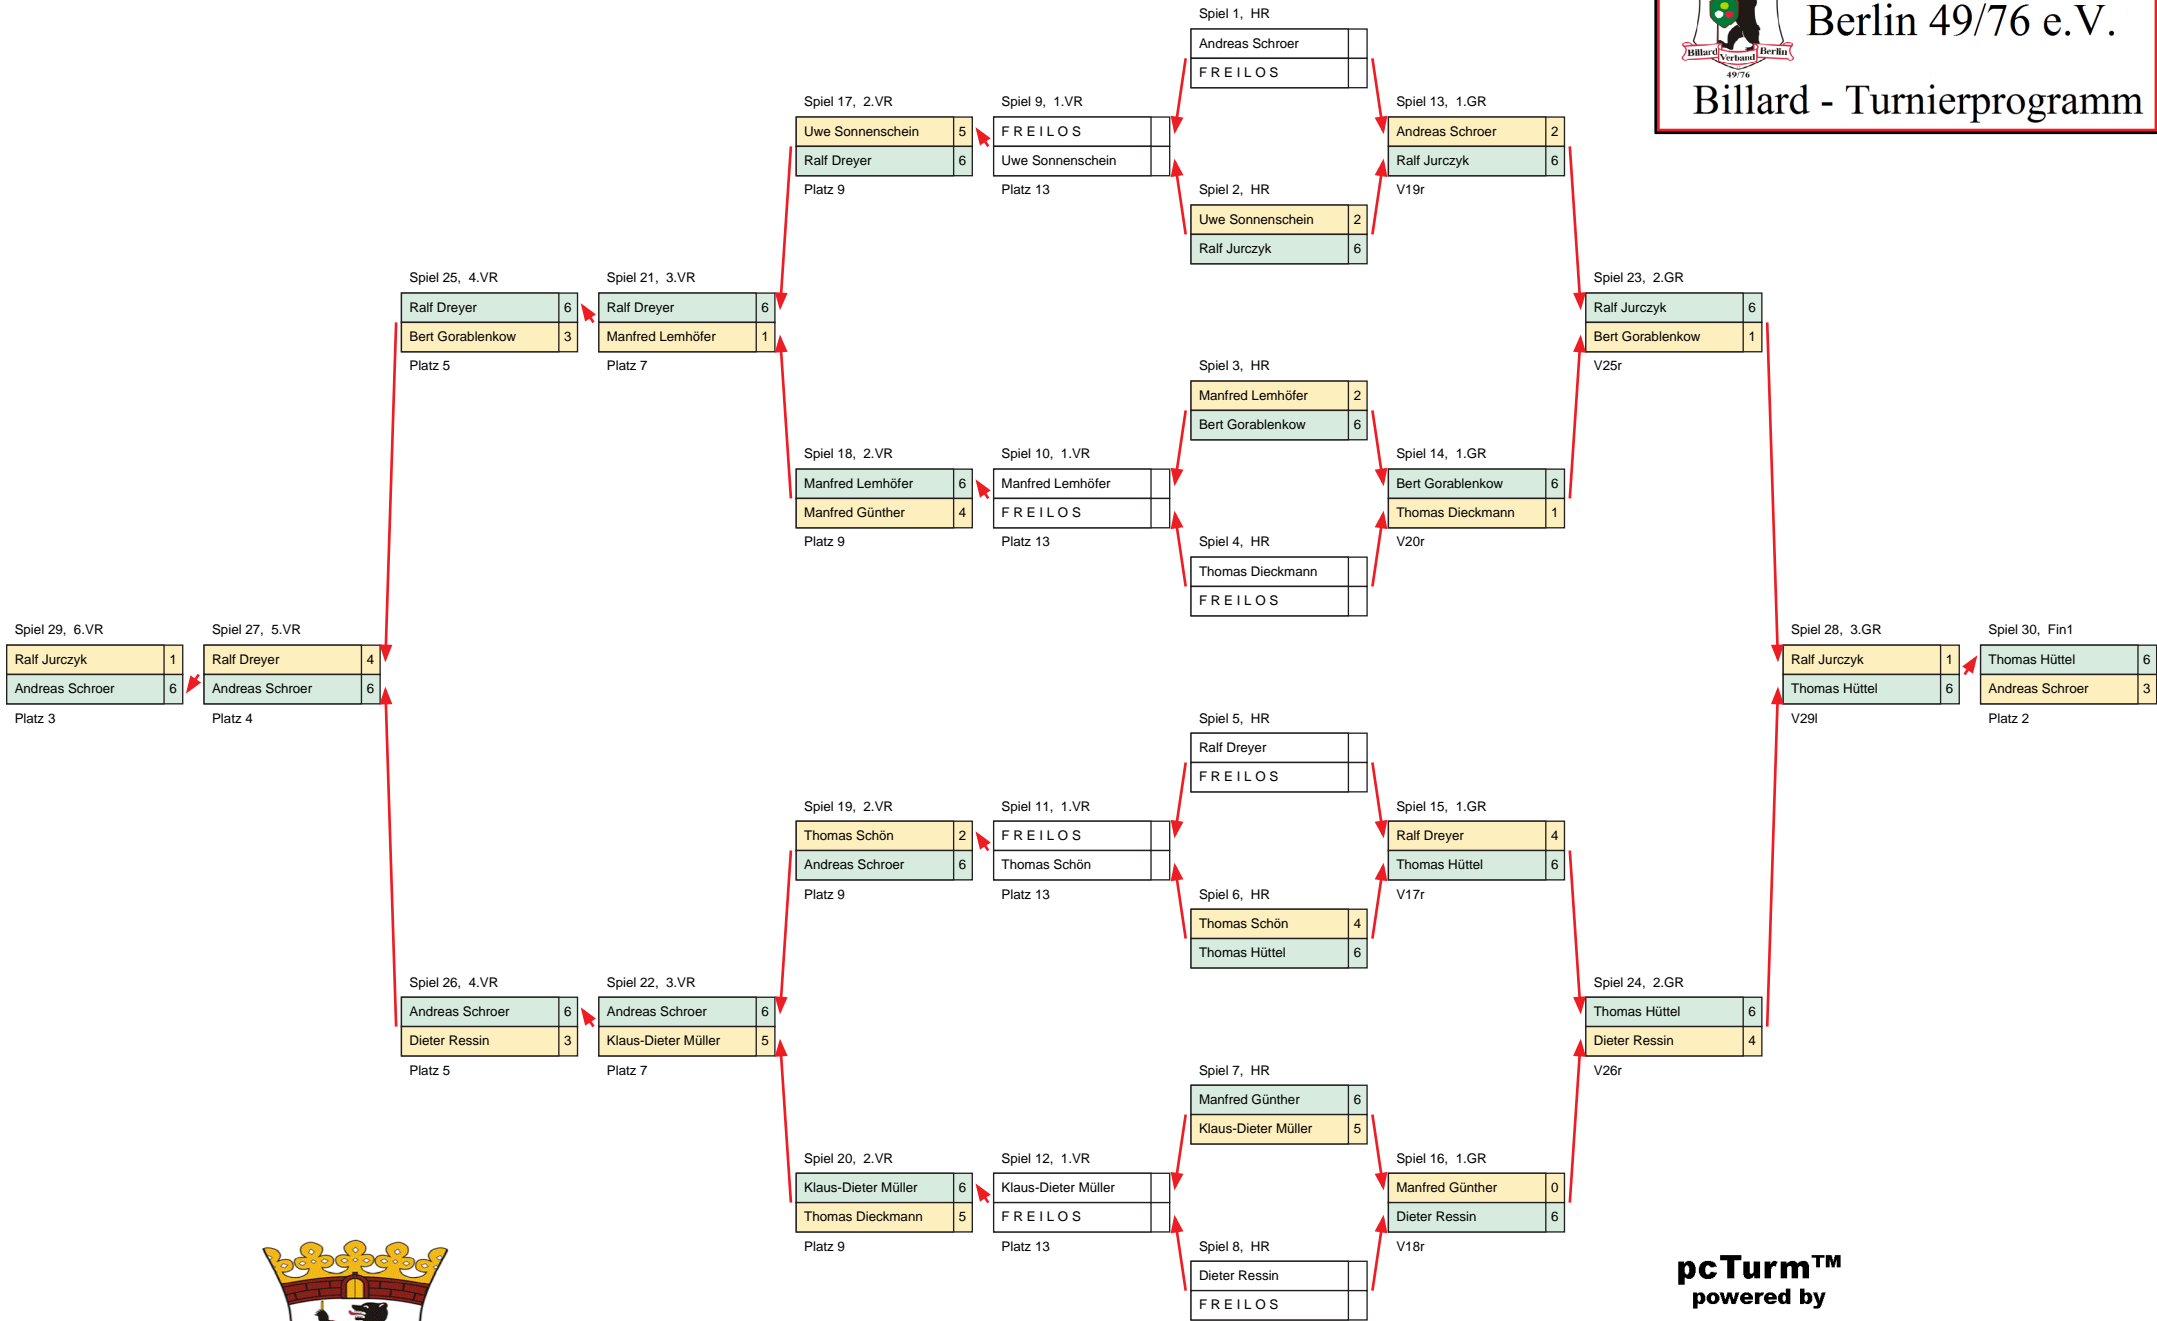 Berlin 49/76 e.V.
Billard Verband Berlin
49/76
Billard - Turnierprogramm
Spiel 29, 6.VR
Ralf Jurczyk 1
Andreas Schroer 6
Platz 3
Spiel 27, 5.VR
Ralf Dreyer 4
Andreas Schroer 6
Platz 4
Spiel 25, 4.VR
Ralf Dreyer 6
Bert Gorablenkow 3
Platz 5
Spiel 26, 4.VR
Andreas Schroer 6
Dieter Ressin 3
Platz 5
Spiel 21, 3.VR
Ralf Dreyer 6
Manfred Lemhöfer 1
Platz 7
Spiel 22, 3.VR
Andreas Schroer 6
Klaus-Dieter Müller 5
Platz 7
Spiel 17, 2.VR
Uwe Sonnenschein 5
Ralf Dreyer 6
Platz 9
Spiel 18, 2.VR
Manfred Lemhöfer 6
Manfred Günther 4
Platz 9
Spiel 19, 2.VR
Thomas Schön 2
Andreas Schroer 6
Platz 9
Spiel 20, 2.VR
Klaus-Dieter Müller 6
Thomas Dieckmann 5
Platz 9
Spiel 9, 1.VR
F R E I L O S
Uwe Sonnenschein
Platz 13
Spiel 10, 1.VR
Manfred Lemhöfer
F R E I L O S
Platz 13
Spiel 11, 1.VR
F R E I L O S
Thomas Schön
Platz 13
Spiel 12, 1.VR
Klaus-Dieter Müller
F R E I L O S
Platz 13
Spiel 1, HR
Andreas Schroer
F R E I L O S
Spiel 2, HR
Uwe Sonnenschein 2
Ralf Jurczyk 6
Spiel 3, HR
Manfred Lemhöfer 2
Bert Gorablenkow 6
Spiel 4, HR
Thomas Dieckmann
F R E I L O S
Spiel 5, HR
Ralf Dreyer
F R E I L O S
Spiel 6, HR
Thomas Schön 4
Thomas Hüttel 6
Spiel 7, HR
Manfred Günther 6
Klaus-Dieter Müller 5
Spiel 8, HR
Dieter Ressin
F R E I L O S
Spiel 13, 1.GR
Andreas Schroer 2
Ralf Jurczyk 6
V19r
Spiel 14, 1.GR
Bert Gorablenkow 6
Thomas Dieckmann 1
V20r
Spiel 15, 1.GR
Ralf Dreyer 4
Thomas Hüttel 6
V17r
Spiel 16, 1.GR
Manfred Günther 0
Dieter Ressin 6
V18r
Spiel 23, 2.GR
Ralf Jurczyk 6
Bert Gorablenkow 1
V25r
Spiel 24, 2.GR
Thomas Hüttel 6
Dieter Ressin 4
V26r
Spiel 28, 3.GR
Ralf Jurczyk 1
Thomas Hüttel 6
V29l
Spiel 30, Fin1
Thomas Hüttel 6
Andreas Schroer 3
Platz 2
pcTurm™
powered by